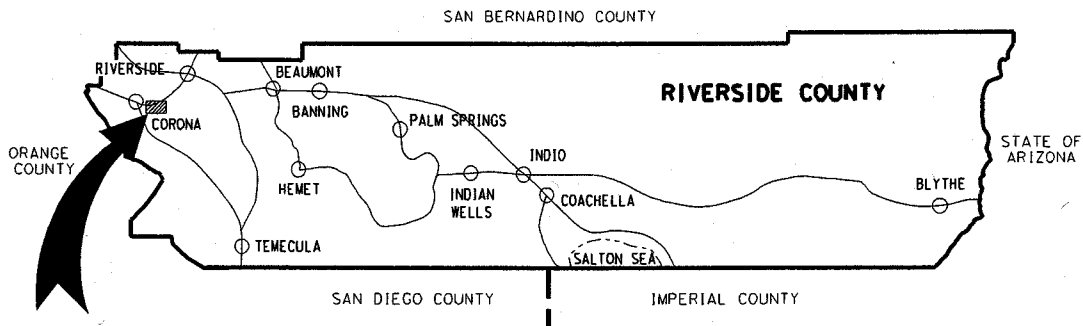 SAN BERNARDINO COUNTY
RIVERSIDE
BEAUMONT
RIVERSIDE COUNTY
BANNING
CORONA
PALM SPRINGS
ORANGE
COUNTY
STATE OF
ARIZONA
INDIO
HEMET
INDIAN
WELLS
COACHELLA
BLYTHE
TEMECULA
SALTON SEA
SAN DIEGO COUNTY
IMPERIAL COUNTY